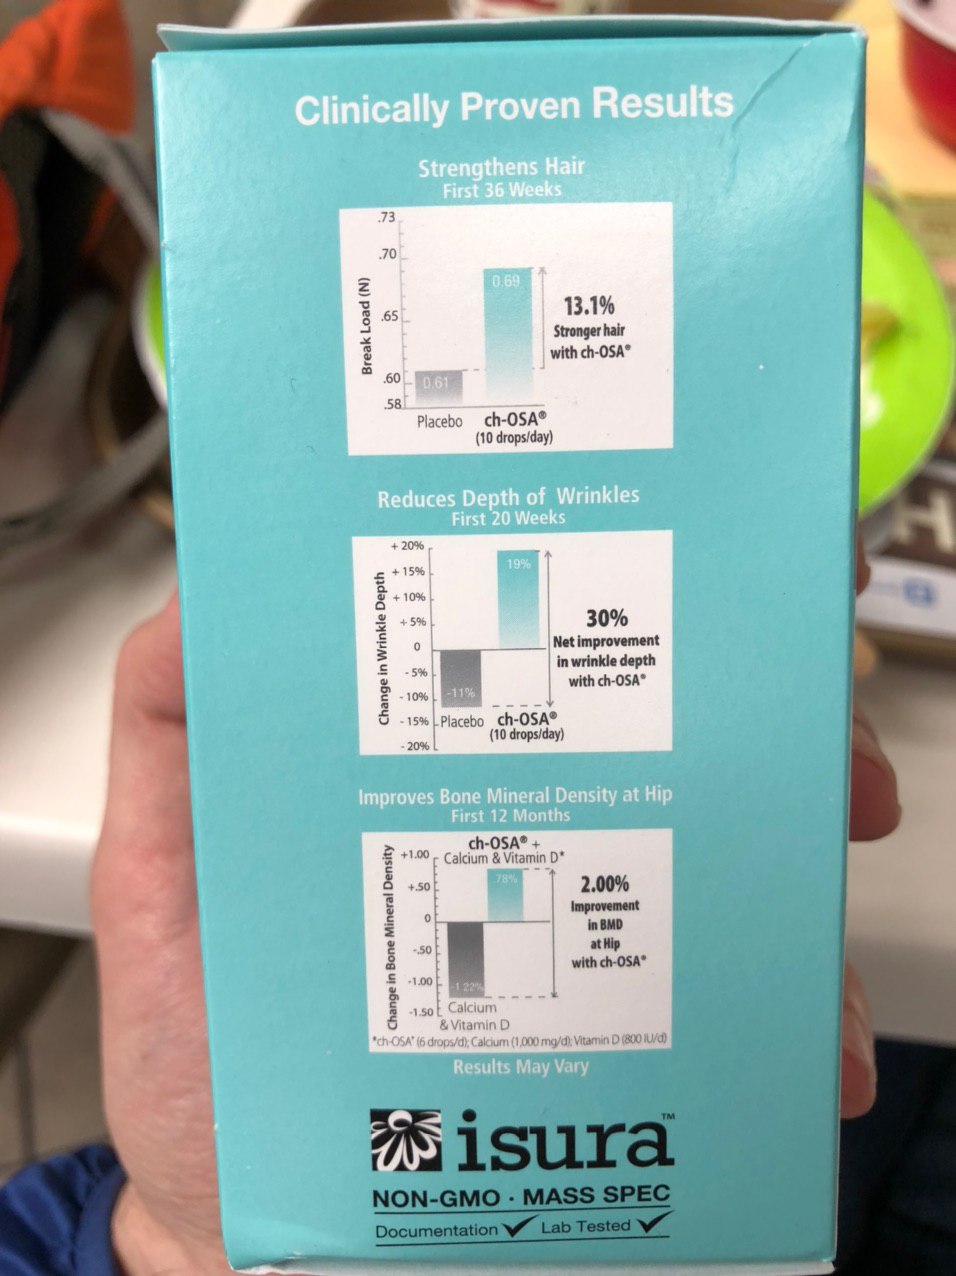 Clinically Proven Results
Strengthens Hair
First 36 Weeks
.73
.70
.65
.60
.58
Break Load (N)
0.61
0.69
Placebo
ch-OSA®
(10 drops/day)
13.1%
Stronger hair
with ch-OSA®
Reduces Depth of Wrinkles
First 20 Weeks
+ 20%
+ 15%
+ 10%
+ 5%
0
- 5%
- 10%
- 15%
- 20%
Change in Wrinkle Depth
-11%
19%
Placebo
ch-OSA®
(10 drops/day)
30%
Net improvement
in wrinkle depth
with ch-OSA®
Improves Bone Mineral Density at Hip
First 12 Months
ch-OSA® +
Calcium & Vitamin D*
+1.00
+.50
0
-.50
-1.00
-1.50
Change in Bone Mineral Density
.78%
-1.22%
Calcium
& Vitamin D
2.00%
Improvement
in BMD
at Hip
with ch-OSA®
*ch-OSA® (6 drops/d); Calcium (1,000 mg/d); Vitamin D (800 IU/d)
Results May Vary
isura™
NON-GMO · MASS SPEC
Documentation ✓ Lab Tested ✓
H